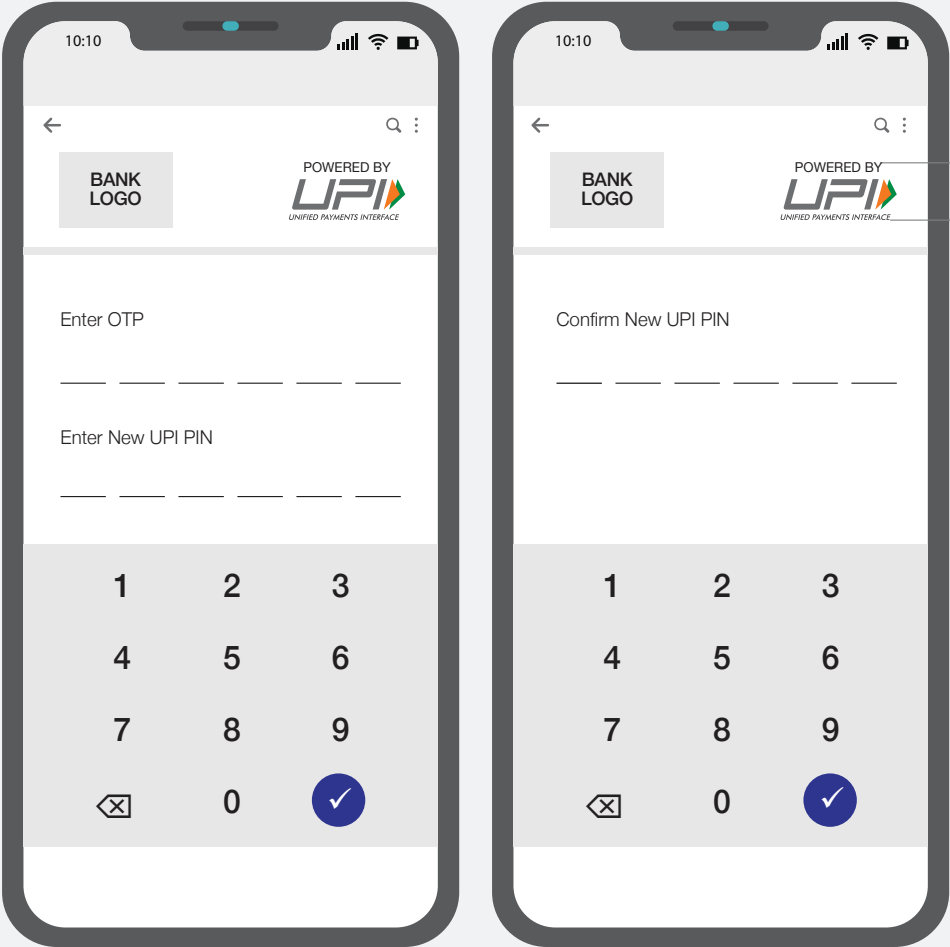 10:10
BANK
LOGO
POWERED BY
UPI
UNIFIED PAYMENTS INTERFACE
Enter OTP
Enter New UPI PIN
1 2 3
4 5 6
7 8 9
0
10:10
BANK
LOGO
POWERED BY
UPI
UNIFIED PAYMENTS INTERFACE
Confirm New UPI PIN
1 2 3
4 5 6
7 8 9
0